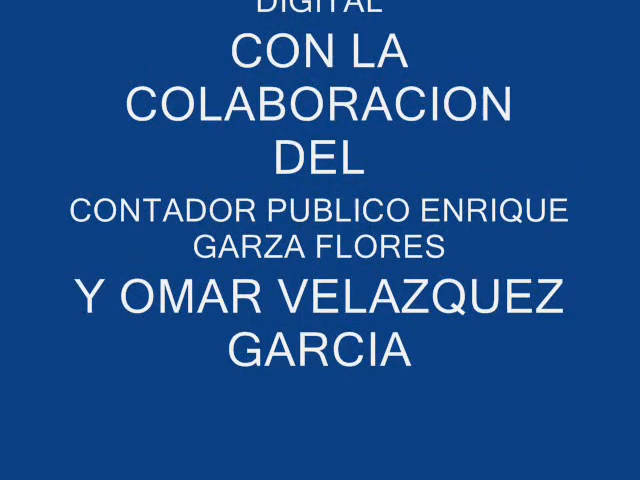 DIGITAL
CON LA
COLABORACION
DEL
CONTADOR PUBLICO ENRIQUE
GARZA FLORES
Y OMAR VELAZQUEZ
GARCIA